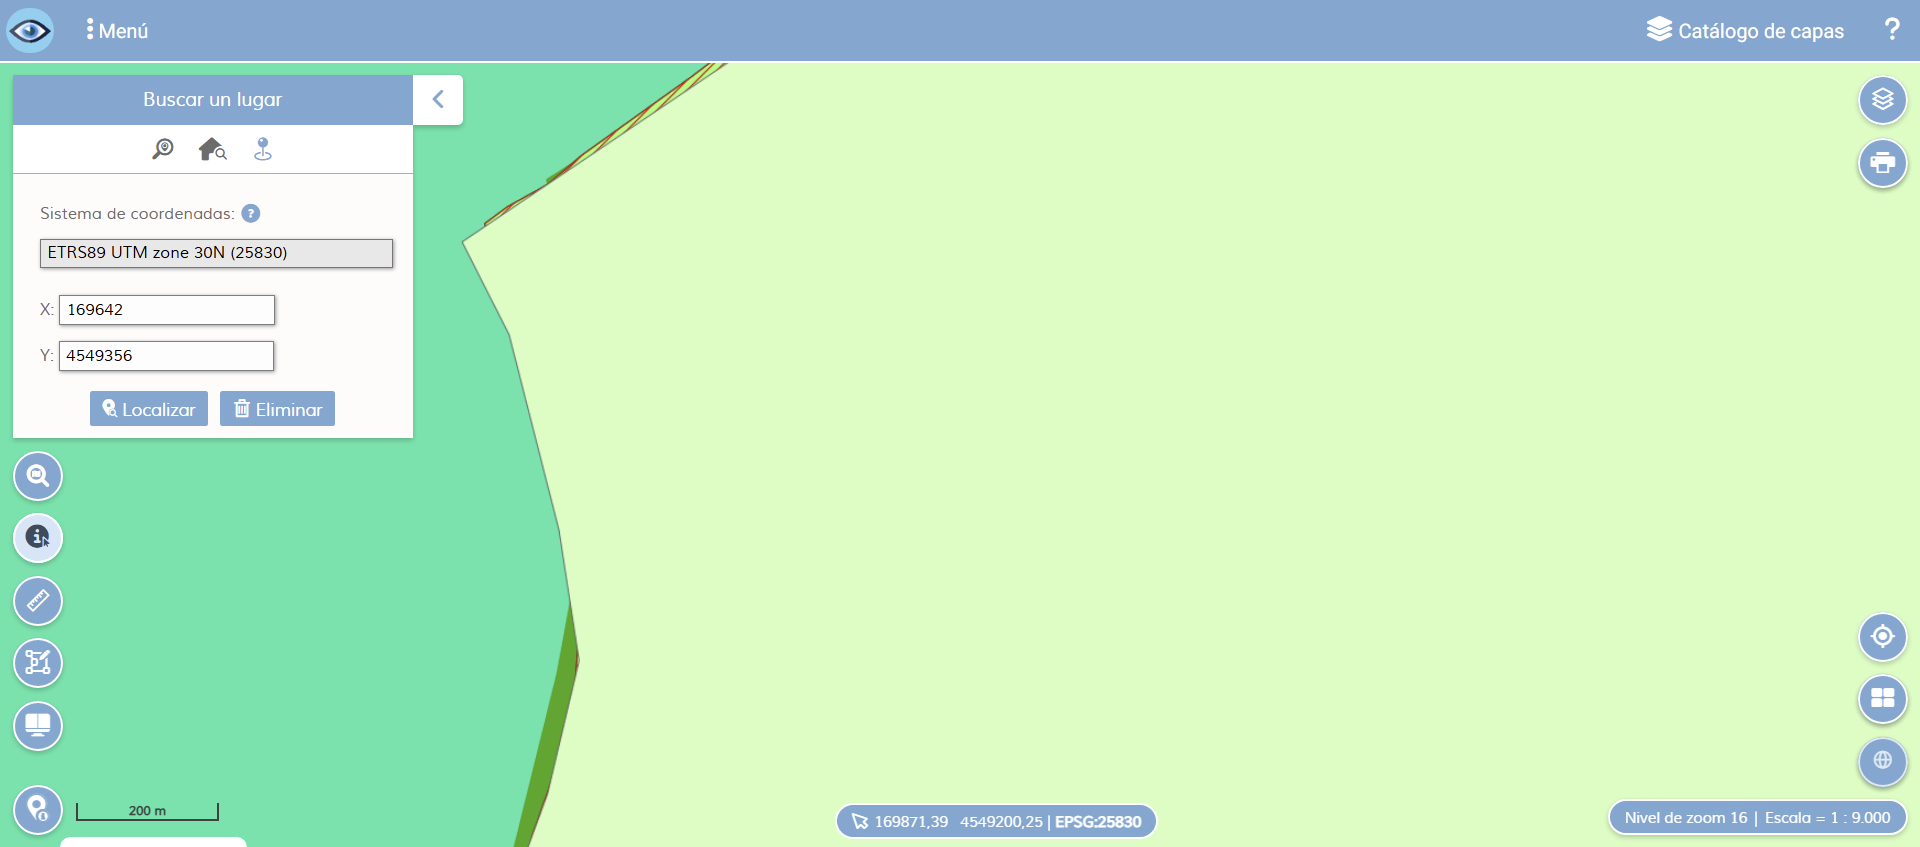 Menú
Catálogo de capas
?
Buscar un lugar
Sistema de coordenadas: ?
ETRS89 UTM zone 30N (25830)
X: 169642
Y: 4549356
Localizar
Eliminar
200 m
169871,39 4549200,25 | EPSG:25830
Nivel de zoom 16 | Escala = 1 : 9.000